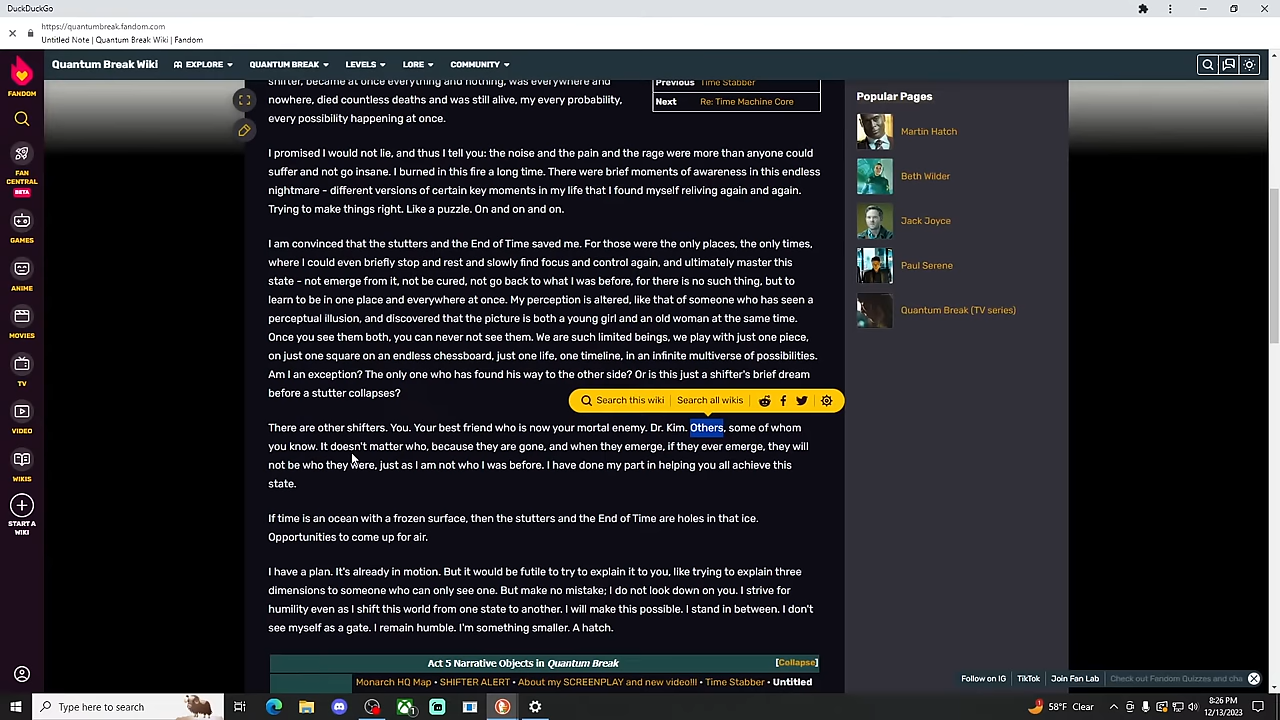 DuckDuckGo
https://quantumbreak.fandom.com
Untitled Note | Quantum Break Wiki | Fandom
Quantum Break Wiki
EXPLORE
QUANTUM BREAK
LEVELS
LORE
COMMUNITY
FANDOM
FAN CENTRAL
BETA
GAMES
ANIME
MOVIES
TV
VIDEO
WIKIS
START A WIKI
shifter, became at once everything and nothing, was everywhere and
nowhere, died countless deaths and was still alive, my every probability,
every possibility happening at once.
Previous Time Stabber
Next Re: Time Machine Core
I promised I would not lie, and thus I tell you: the noise and the pain and the rage were more than anyone could
suffer and not go insane. I burned in this fire a long time. There were brief moments of awareness in this endless
nightmare - different versions of certain key moments in my life that I found myself reliving again and again.
Trying to make things right. Like a puzzle. On and on and on.
I am convinced that the stutters and the End of Time saved me. For those were the only places, the only times,
where I could even briefly stop and rest and slowly find focus and control again, and ultimately master this
state - not emerge from it, not be cured, not go back to what I was before, for there is no such thing, but to
learn to be in one place and everywhere at once. My perception is altered, like that of someone who has seen a
perceptual illusion, and discovered that the picture is both a young girl and an old woman at the same time.
Once you see them both, you can never not see them. We are such limited beings, we play with just one piece,
on just one square on an endless chessboard, just one life, one timeline, in an infinite multiverse of possibilities.
Am I an exception? The only one who has found his way to the other side? Or is this just a shifter's brief dream
before a stutter collapses?
Search this wiki
Search all wikis
There are other shifters. You. Your best friend who is now your mortal enemy. Dr. Kim. Others, some of whom
you know. It doesn't matter who, because they are gone, and when they emerge, if they ever emerge, they will
not be who they were, just as I am not who I was before. I have done my part in helping you all achieve this
state.
If time is an ocean with a frozen surface, then the stutters and the End of Time are holes in that ice.
Opportunities to come up for air.
I have a plan. It's already in motion. But it would be futile to try to explain it to you, like trying to explain three
dimensions to someone who can only see one. But make no mistake; I do not look down on you. I strive for
humility even as I shift this world from one state to another. I will make this possible. I stand in between. I don't
see myself as a gate. I remain humble. I'm something smaller. A hatch.
Act 5 Narrative Objects in Quantum Break
[Collapse]
Monarch HQ Map • SHIFTER ALERT • About my SCREENPLAY and new video!!! • Time Stabber • Untitled
Popular Pages
Martin Hatch
Beth Wilder
Jack Joyce
Paul Serene
Quantum Break (TV series)
Follow on IG
TikTok
Join Fan Lab
Check out Fandom Quizzes and cha
Type here to search
58°F Clear
8:26 PM
12/13/2023